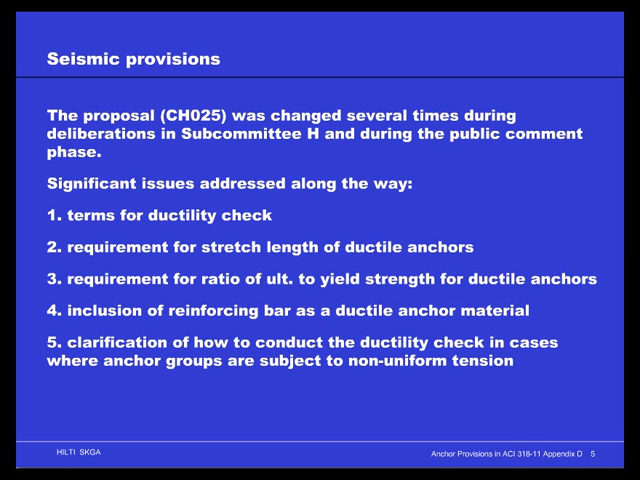 Seismic provisions
The proposal (CH025) was changed several times during
deliberations in Subcommittee H and during the public comment
phase.
Significant issues addressed along the way:
1. terms for ductility check
2. requirement for stretch length of ductile anchors
3. requirement for ratio of ult. to yield strength for ductile anchors
4. inclusion of reinforcing bar as a ductile anchor material
5. clarification of how to conduct the ductility check in cases
where anchor groups are subject to non-uniform tension
HILTI SKGA
Anchor Provisions in ACI 318-11 Appendix D 5